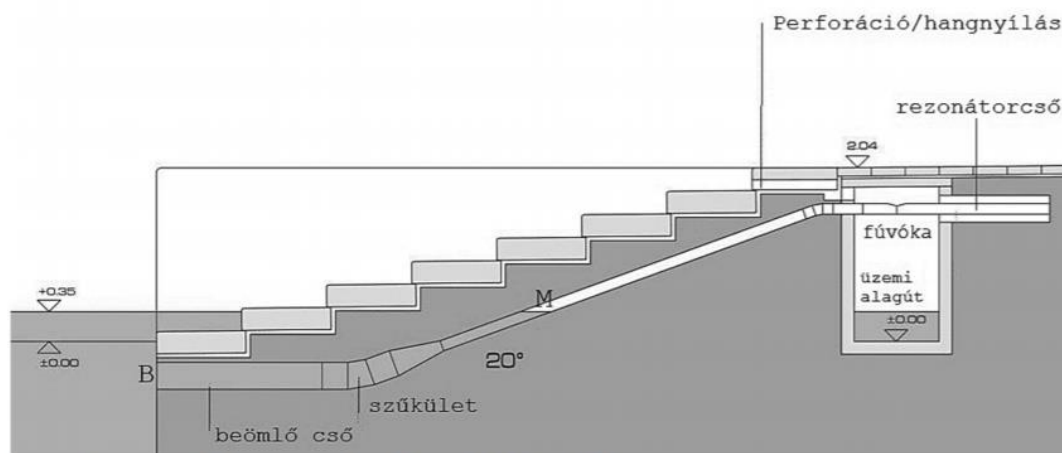 Perforáció/hangnyílás
rezonátorcső
2.04
fúvóka
üzemi
alagút
±0.00
+0.35
±0.00
M
20°
B
szűkület
beömlő cső